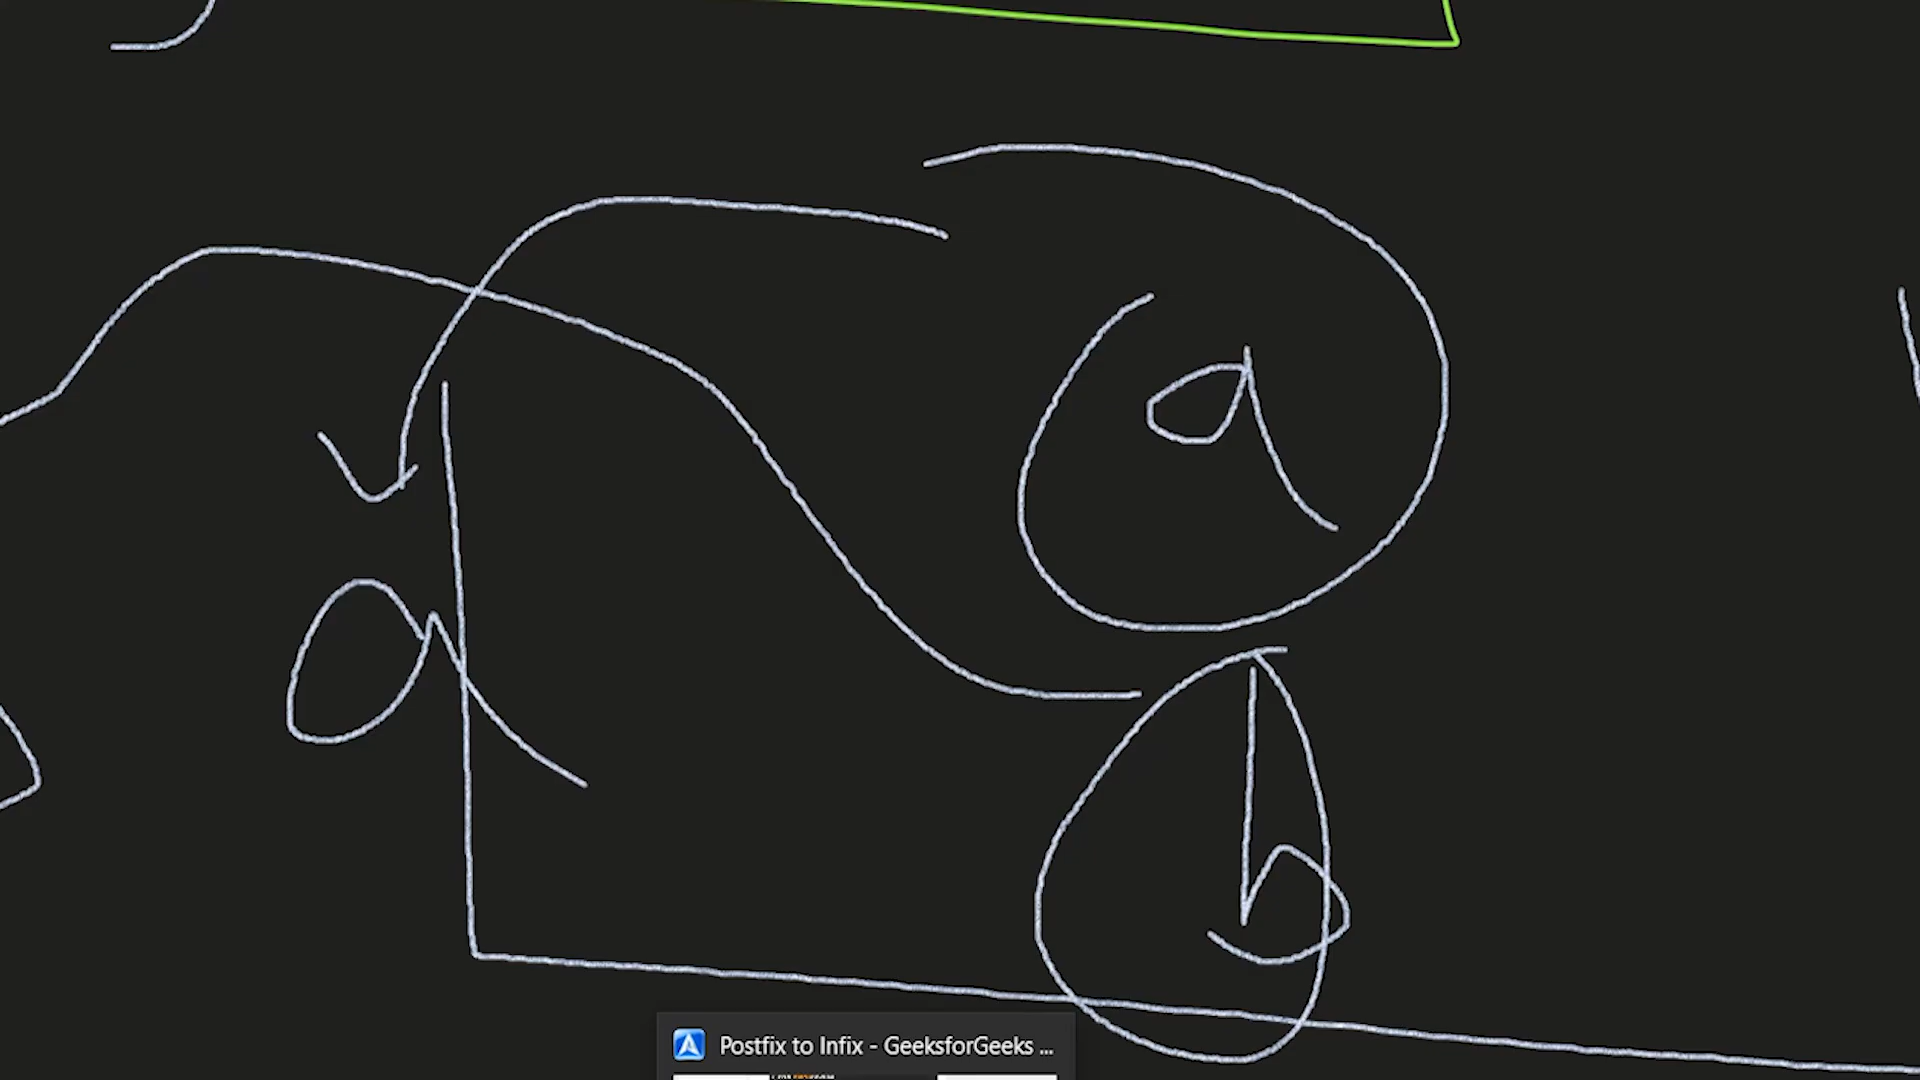 a
a
b
Postfix to Infix - GeeksforGeeks ...